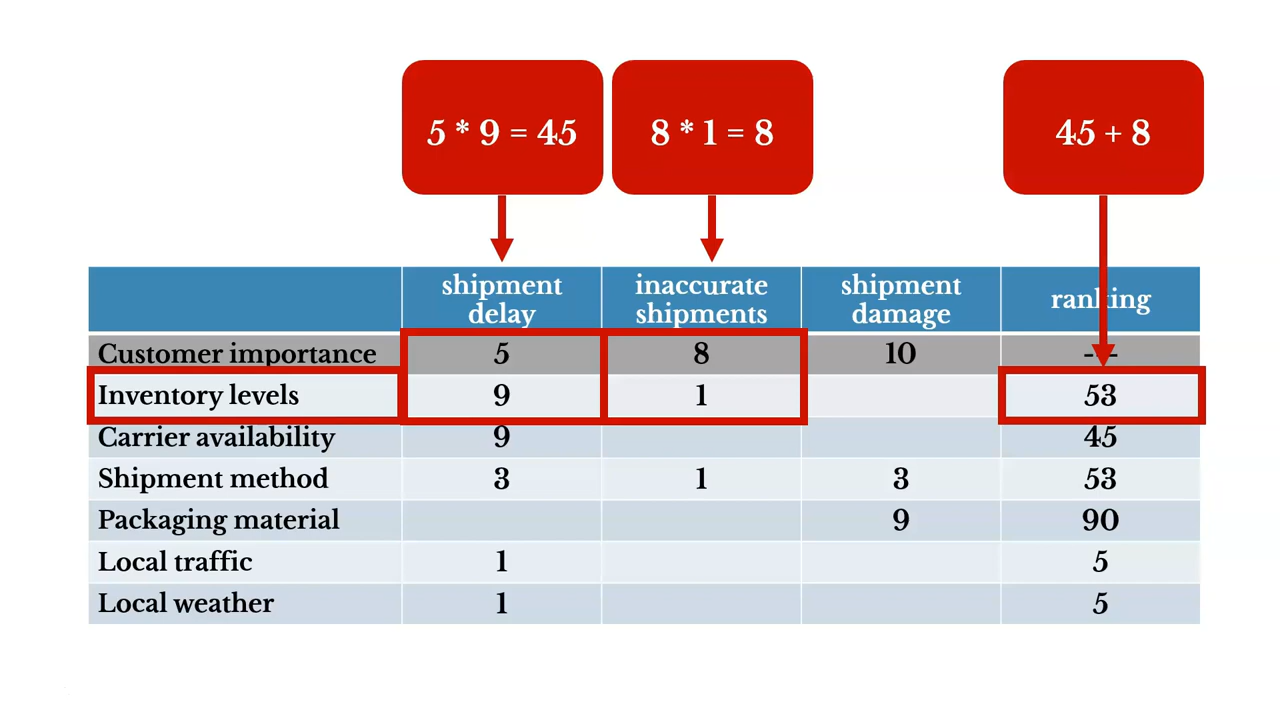 5 * 9 = 45
8 * 1 = 8
45 + 8
shipment delay inaccurate shipments shipment damage ranking
Customer importance 5 8 10 ---
Inventory levels 9 1 53
Carrier availability 9 45
Shipment method 3 1 3 53
Packaging material 9 90
Local traffic 1 5
Local weather 1 5